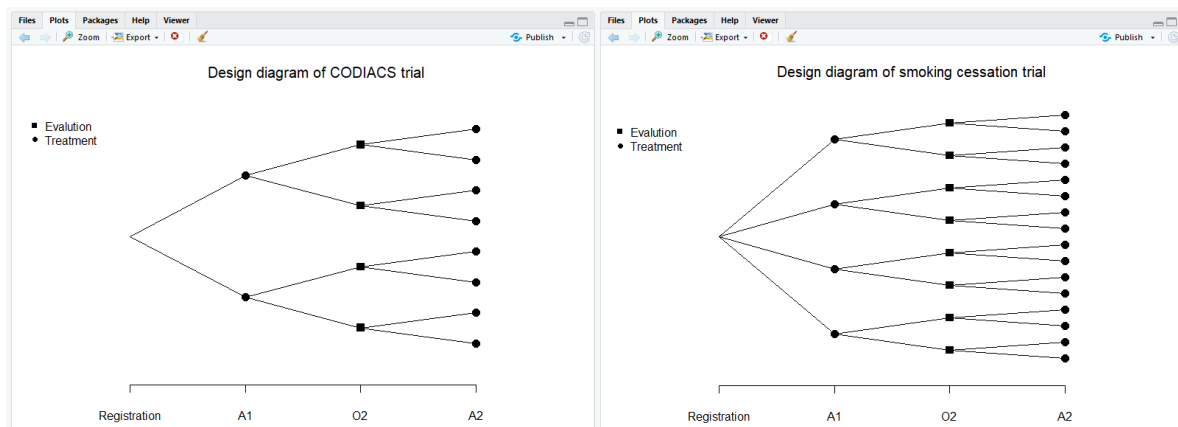 Files Plots Packages Help Viewer
Zoom Export Publish
Design diagram of CODIACS trial
Evalution
Treatment
Registration A1 O2 A2
Files Plots Packages Help Viewer
Zoom Export Publish
Design diagram of smoking cessation trial
Evalution
Treatment
Registration A1 O2 A2